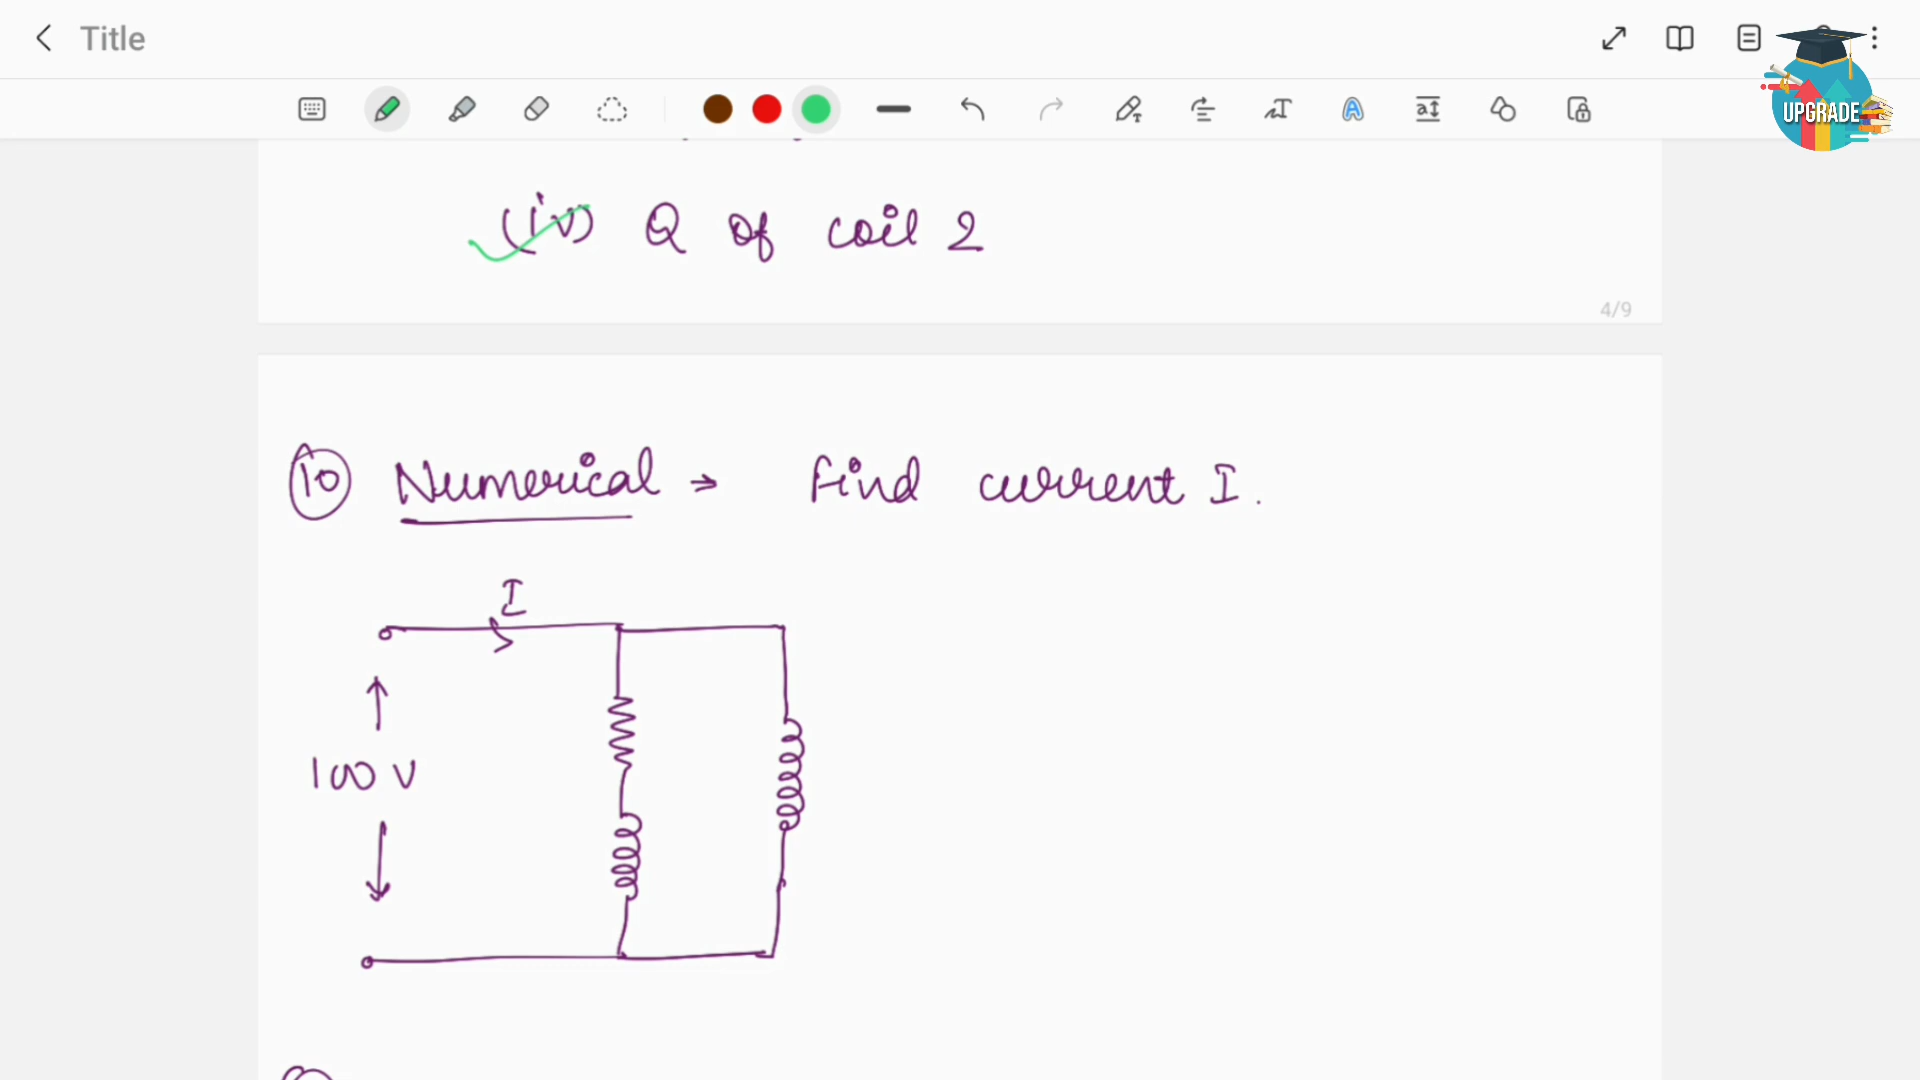 Title
UPGRADE
(iv) Q of coil 2
4/9
10 Numerical → Find current I.
I
100 V